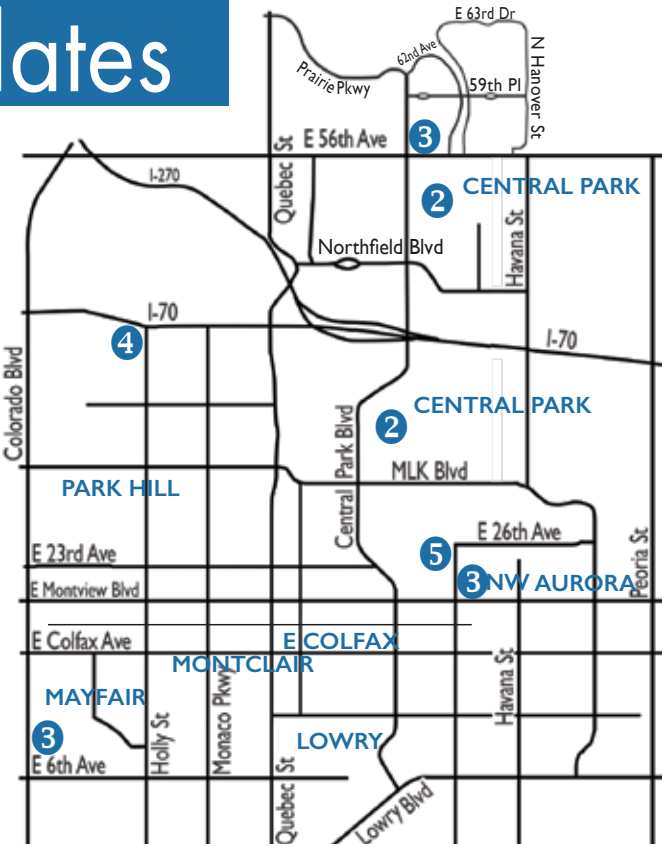 lates
E 63rd Dr
62nd Ave
N Hanover St
Prairie Pkwy
59th Pl
E 56th Ave
3
Quebec St
I-270
2
CENTRAL PARK
Havana St
Northfield Blvd
I-70
I-70
4
Colorado Blvd
CENTRAL PARK
2
Central Park Blvd
MLK Blvd
PARK HILL
E 26th Ave
Peoria St
E 23rd Ave
5
E Montview Blvd
3
NW AURORA
E Colfax Ave
E COLFAX
MONTCLAIR
Havana St
MAYFAIR
Holly St
Monaco Pkwy
3
LOWRY
E 6th Ave
Quebec St
Lowry Blvd